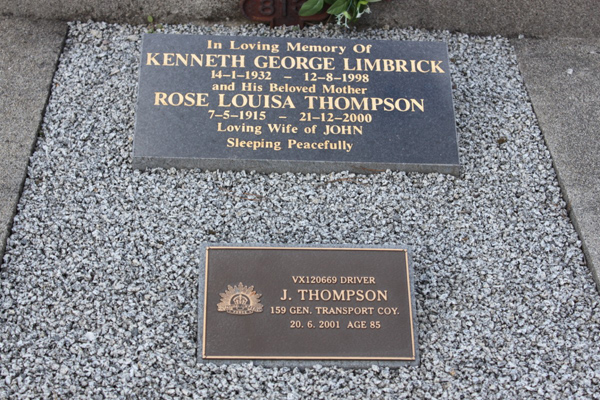 In Loving Memory Of
KENNETH GEORGE LIMBRICK
14-1-1932 – 12-8-1998
and His Beloved Mother
ROSE LOUISA THOMPSON
7-5-1915 – 21-12-2000
Loving Wife of JOHN
Sleeping Peacefully
VX120669 DRIVER
J. THOMPSON
159 GEN. TRANSPORT COY.
20. 6. 2001 AGE 85